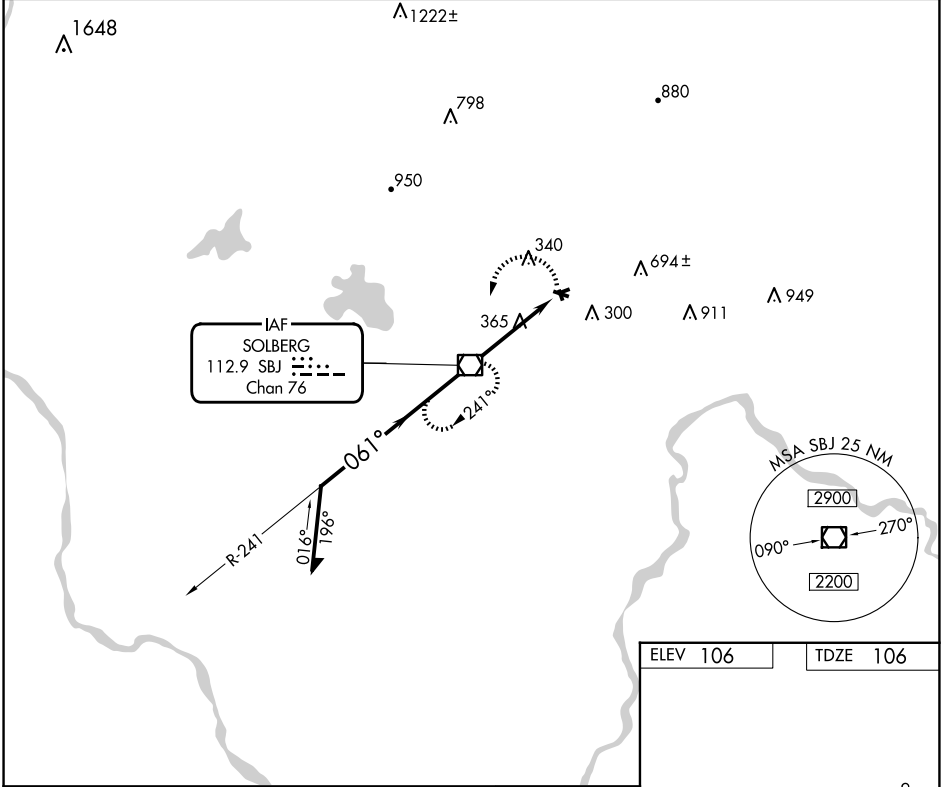 1648
1222±
798
880
950
340
694±
365
300
911
949
IAF
SOLBERG
112.9 SBJ
Chan 76
241°
061°
R-241
016°
196°
MSA SBJ 25 NM
2900
090°
270°
2200
ELEV 106
TDZE 106